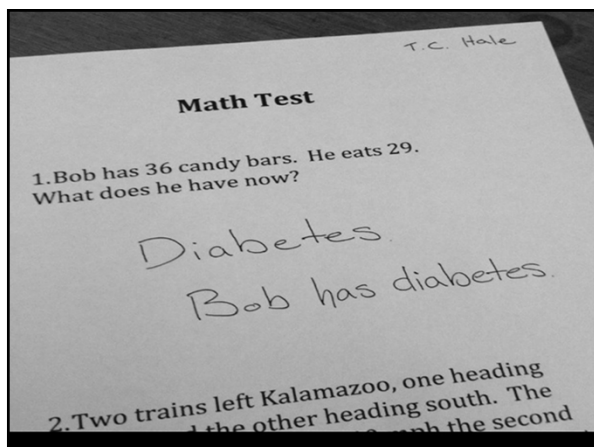 T.C. Hale
Math Test
1.Bob has 36 candy bars. He eats 29.
What does he have now?
Diabetes.
Bob has diabetes.
2.Two trains left Kalamazoo, one heading
the other heading south. The
mph the second